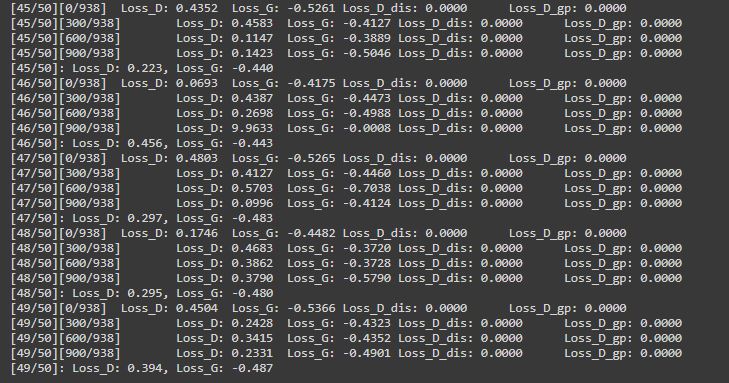 [45/50][0/938] Loss_D: 0.4352 Loss_G: -0.5261 Loss_D_dis: 0.0000 Loss_D_gp: 0.0000
[45/50][300/938] Loss_D: 0.4583 Loss_G: -0.4127 Loss_D_dis: 0.0000 Loss_D_gp: 0.0000
[45/50][600/938] Loss_D: 0.1147 Loss_G: -0.3889 Loss_D_dis: 0.0000 Loss_D_gp: 0.0000
[45/50][900/938] Loss_D: 0.1423 Loss_G: -0.5046 Loss_D_dis: 0.0000 Loss_D_gp: 0.0000
[45/50]: Loss_D: 0.223, Loss_G: -0.440
[46/50][0/938] Loss_D: 0.0693 Loss_G: -0.4175 Loss_D_dis: 0.0000 Loss_D_gp: 0.0000
[46/50][300/938] Loss_D: 0.4387 Loss_G: -0.4473 Loss_D_dis: 0.0000 Loss_D_gp: 0.0000
[46/50][600/938] Loss_D: 0.2698 Loss_G: -0.4988 Loss_D_dis: 0.0000 Loss_D_gp: 0.0000
[46/50][900/938] Loss_D: 9.9633 Loss_G: -0.0008 Loss_D_dis: 0.0000 Loss_D_gp: 0.0000
[46/50]: Loss_D: 0.456, Loss_G: -0.443
[47/50][0/938] Loss_D: 0.4803 Loss_G: -0.5265 Loss_D_dis: 0.0000 Loss_D_gp: 0.0000
[47/50][300/938] Loss_D: 0.4127 Loss_G: -0.4460 Loss_D_dis: 0.0000 Loss_D_gp: 0.0000
[47/50][600/938] Loss_D: 0.5703 Loss_G: -0.7038 Loss_D_dis: 0.0000 Loss_D_gp: 0.0000
[47/50][900/938] Loss_D: 0.0996 Loss_G: -0.4124 Loss_D_dis: 0.0000 Loss_D_gp: 0.0000
[47/50]: Loss_D: 0.297, Loss_G: -0.483
[48/50][0/938] Loss_D: 0.1746 Loss_G: -0.4482 Loss_D_dis: 0.0000 Loss_D_gp: 0.0000
[48/50][300/938] Loss_D: 0.4683 Loss_G: -0.3720 Loss_D_dis: 0.0000 Loss_D_gp: 0.0000
[48/50][600/938] Loss_D: 0.3862 Loss_G: -0.3728 Loss_D_dis: 0.0000 Loss_D_gp: 0.0000
[48/50][900/938] Loss_D: 0.3790 Loss_G: -0.5790 Loss_D_dis: 0.0000 Loss_D_gp: 0.0000
[48/50]: Loss_D: 0.295, Loss_G: -0.480
[49/50][0/938] Loss_D: 0.4504 Loss_G: -0.5366 Loss_D_dis: 0.0000 Loss_D_gp: 0.0000
[49/50][300/938] Loss_D: 0.2428 Loss_G: -0.4323 Loss_D_dis: 0.0000 Loss_D_gp: 0.0000
[49/50][600/938] Loss_D: 0.3415 Loss_G: -0.4352 Loss_D_dis: 0.0000 Loss_D_gp: 0.0000
[49/50][900/938] Loss_D: 0.2331 Loss_G: -0.4901 Loss_D_dis: 0.0000 Loss_D_gp: 0.0000
[49/50]: Loss_D: 0.394, Loss_G: -0.487